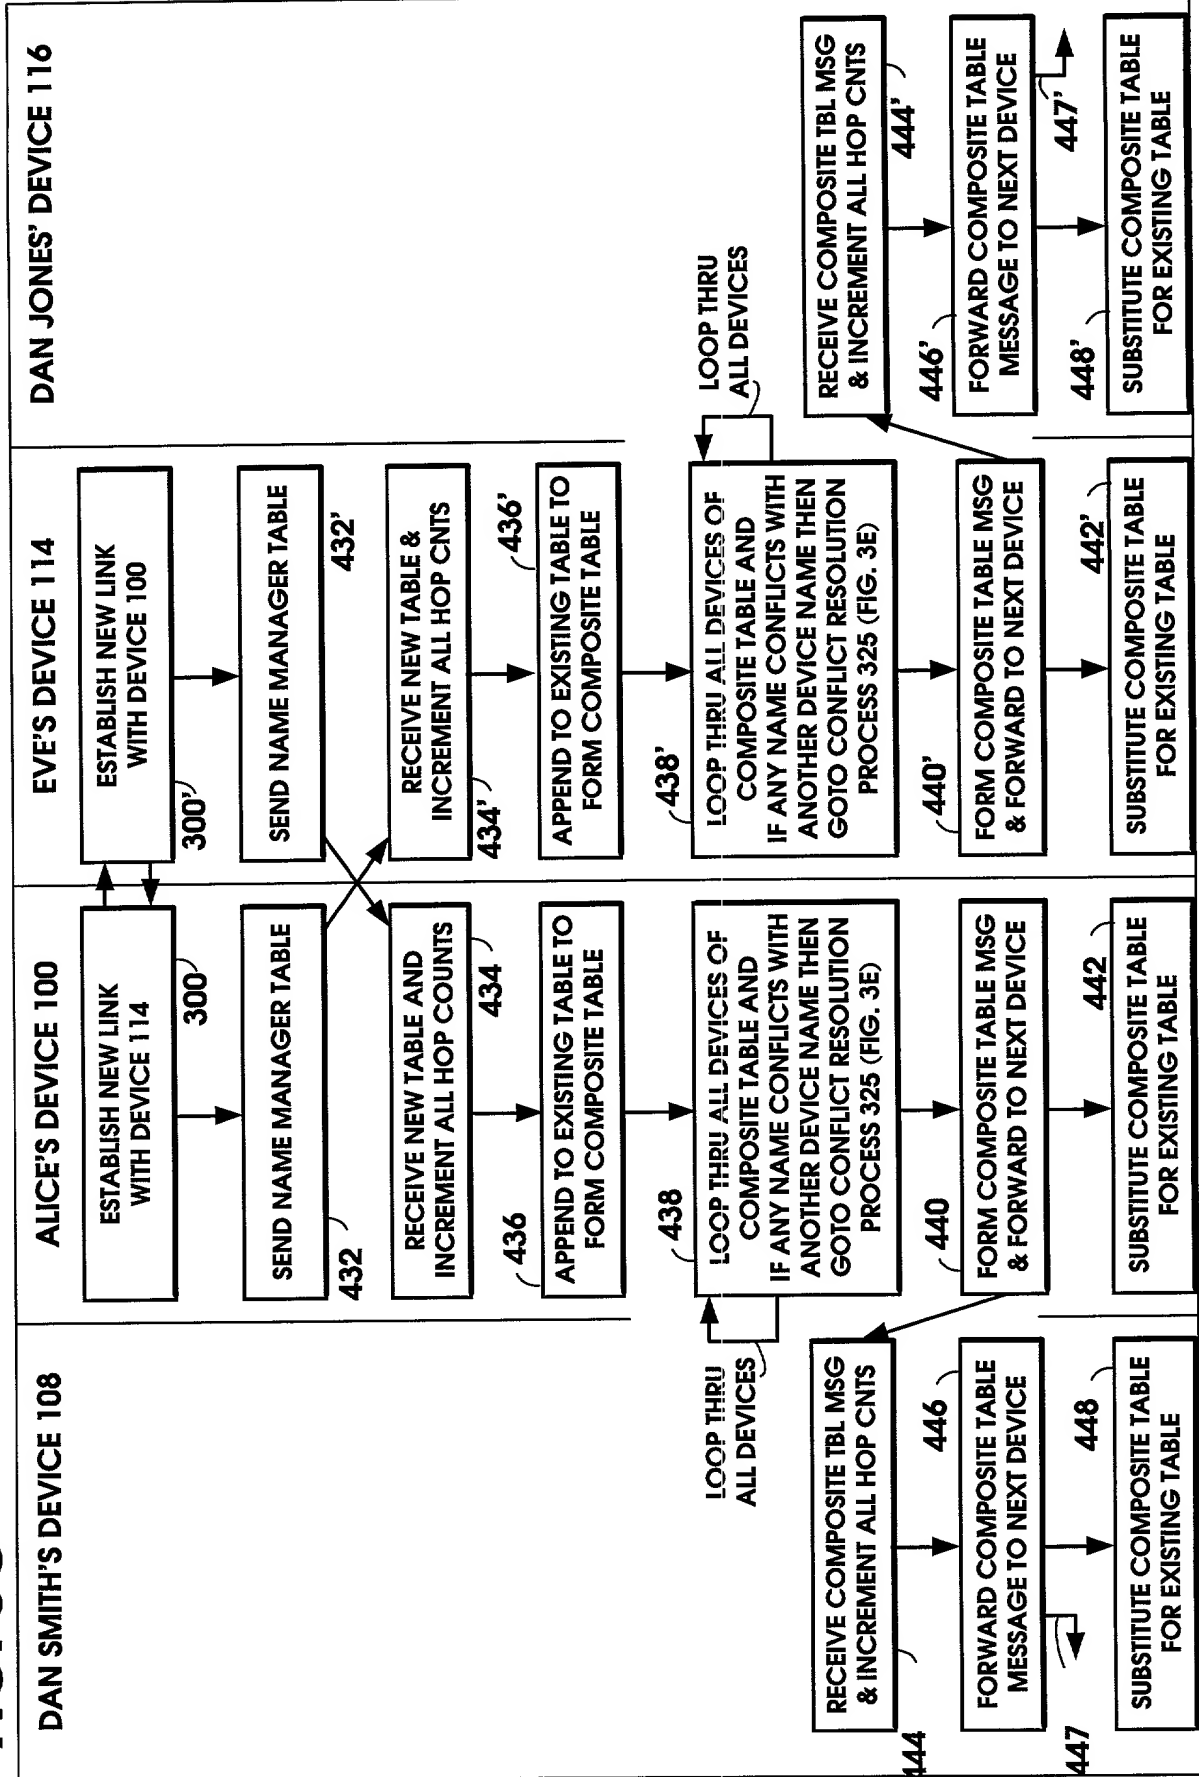 DAN SMITH'S DEVICE 108
RECEIVE COMPOSITE TBL MSG
& INCREMENT ALL HOP CNTS
444
FORWARD COMPOSITE TABLE
MESSAGE TO NEXT DEVICE
446
447
SUBSTITUTE COMPOSITE TABLE
FOR EXISTING TABLE
448
ALICE'S DEVICE 100
ESTABLISH NEW LINK
WITH DEVICE 114
300
SEND NAME MANAGER TABLE
432
RECEIVE NEW TABLE AND
INCREMENT ALL HOP COUNTS
434
APPEND TO EXISTING TABLE TO
FORM COMPOSITE TABLE
436
LOOP THRU ALL DEVICES OF
COMPOSITE TABLE AND
IF ANY NAME CONFLICTS WITH
ANOTHER DEVICE NAME THEN
GOTO CONFLICT RESOLUTION
PROCESS 325 (FIG. 3E)
438
LOOP THRU
ALL DEVICES
FORM COMPOSITE TABLE MSG
& FORWARD TO NEXT DEVICE
440
SUBSTITUTE COMPOSITE TABLE
FOR EXISTING TABLE
442
EVE'S DEVICE 114
ESTABLISH NEW LINK
WITH DEVICE 100
300'
SEND NAME MANAGER TABLE
432'
RECEIVE NEW TABLE &
INCREMENT ALL HOP CNTS
434'
APPEND TO EXISTING TABLE TO
FORM COMPOSITE TABLE
436'
LOOP THRU ALL DEVICES OF
COMPOSITE TABLE AND
IF ANY NAME CONFLICTS WITH
ANOTHER DEVICE NAME THEN
GOTO CONFLICT RESOLUTION
PROCESS 325 (FIG. 3E)
438'
LOOP THRU
ALL DEVICES
FORM COMPOSITE TABLE MSG
& FORWARD TO NEXT DEVICE
440'
SUBSTITUTE COMPOSITE TABLE
FOR EXISTING TABLE
442'
DAN JONES' DEVICE 116
RECEIVE COMPOSITE TBL MSG
& INCREMENT ALL HOP CNTS
444'
FORWARD COMPOSITE TABLE
MESSAGE TO NEXT DEVICE
446'
447'
SUBSTITUTE COMPOSITE TABLE
FOR EXISTING TABLE
448'